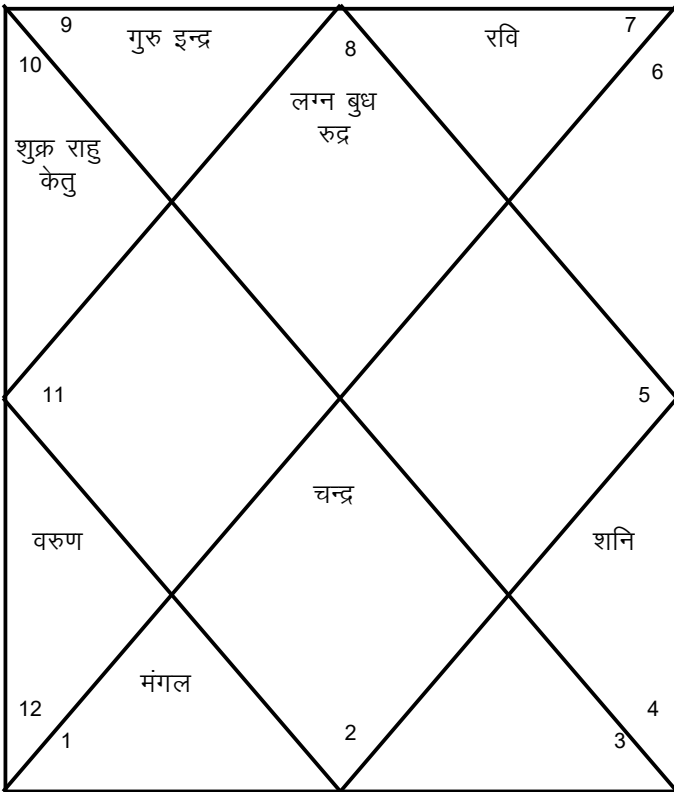 9
गुरु इन्द्र
8
रवि
7
10
6
लग्न बुध
रुद्र
शुक्र राहु
केतु
11
5
चन्द्र
वरुण
शनि
मंगल
12
1
2
3
4